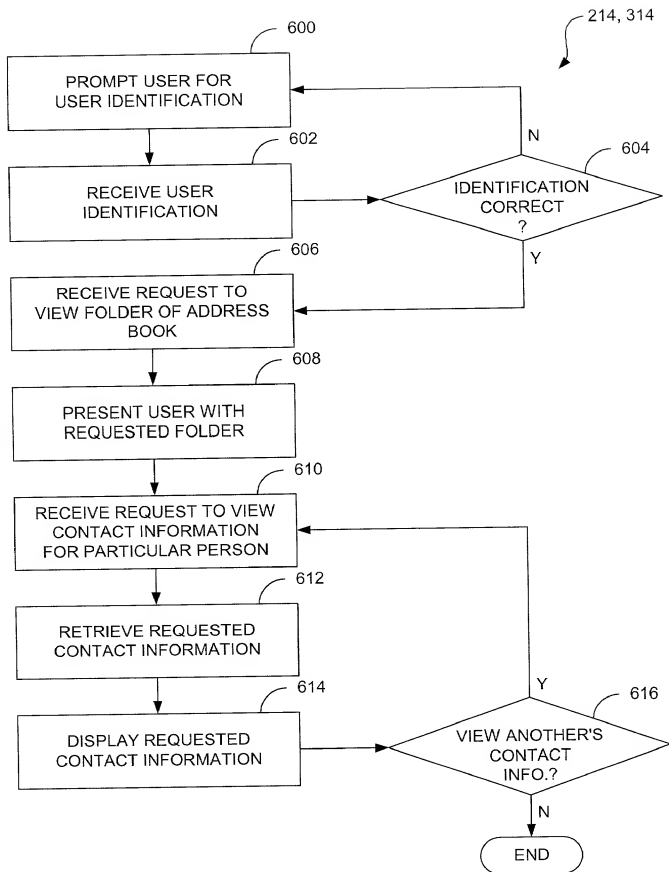 600
214, 314
PROMPT USER FOR
USER IDENTIFICATION
N
602
604
RECEIVE USER
IDENTIFICATION
IDENTIFICATION
CORRECT
?
Y
606
RECEIVE REQUEST TO
VIEW FOLDER OF ADDRESS
BOOK
608
PRESENT USER WITH
REQUESTED FOLDER
610
RECEIVE REQUEST TO VIEW
CONTACT INFORMATION
FOR PARTICULAR PERSON
612
RETRIEVE REQUESTED
CONTACT INFORMATION
614
Y
616
DISPLAY REQUESTED
CONTACT INFORMATION
VIEW ANOTHER'S
CONTACT
INFO.?
N
END